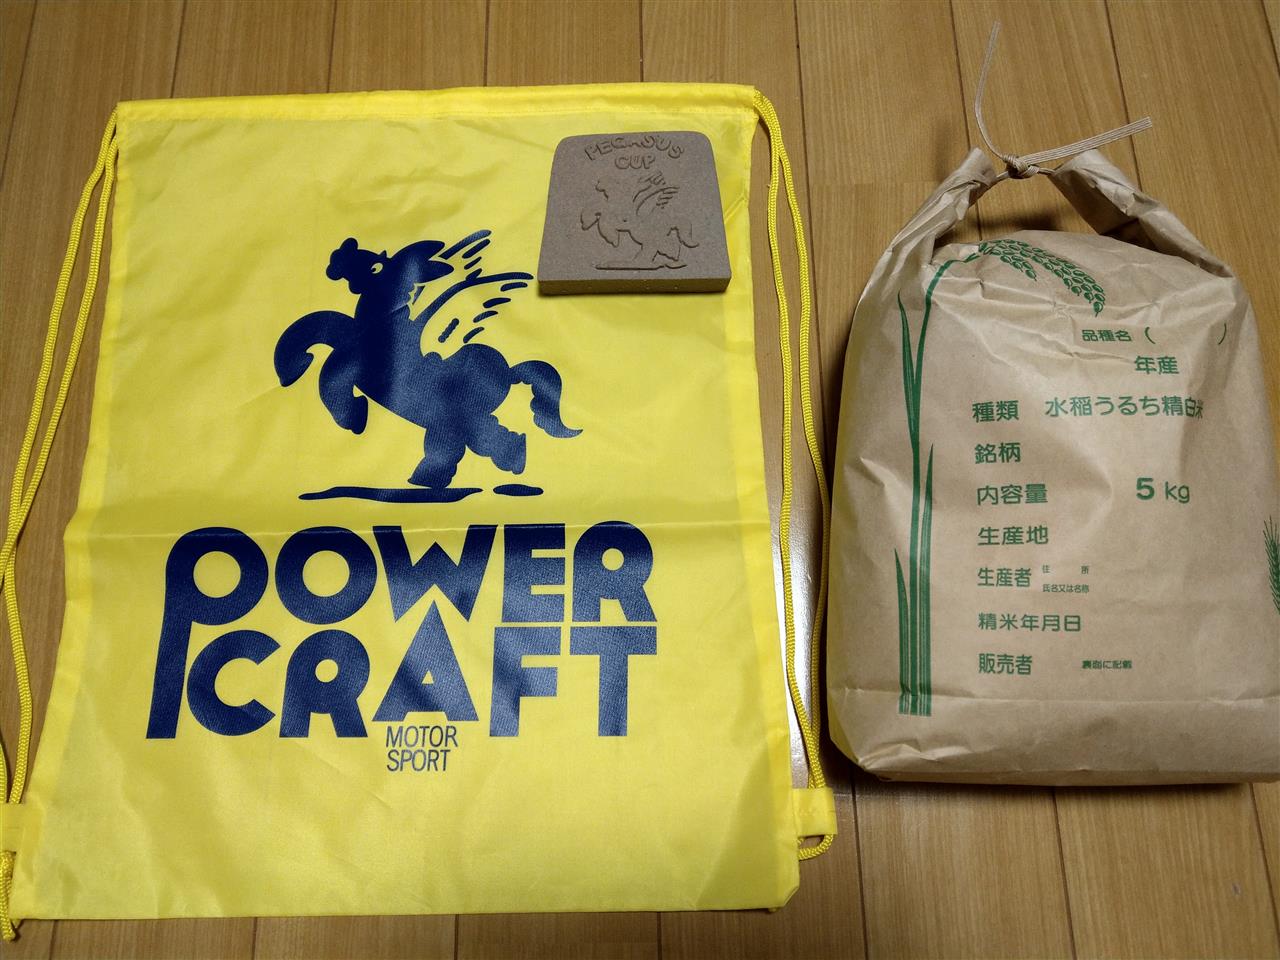 PEGASUS
CUP
POWER
CRAFT
MOTOR
SPORT
品種名（　　　）
年産
種類　水稲うるち精白米
銘柄
内容量　5 kg
生産地
生産者　住所
氏名又は名称
精米年月日
販売者　裏面に記載